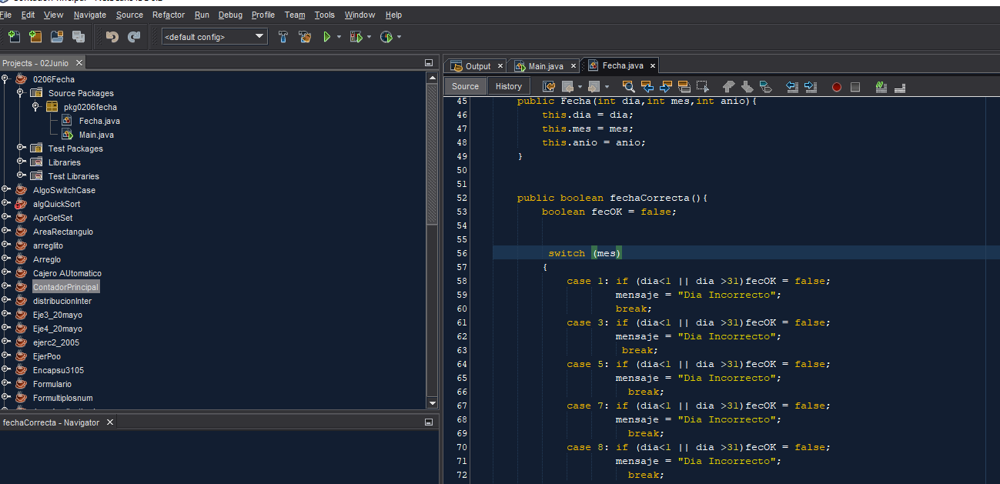 File Edit View Navigate Source Refactor Run Debug Profile Team Tools Window Help
<default config>
Projects - 02Junio
0206Fecha
Source Packages
pkg0206fecha
Fecha.java
Main.java
Test Packages
Libraries
Test Libraries
AlgoSwitchCase
algQuickSort
AprGetSet
AreaRectangulo
arreglito
Arreglo
Cajero AUtomatico
ContadorPrincipal
distribucionInter
Eje3_20mayo
Eje4_20mayo
ejerc2_2005
EjerPoo
Encapsu3105
Formulario
Formultiplosnum
fechaCorrecta - Navigator
Output Main.java Fecha.java
Source History
45 public Fecha(int dia,int mes,int anio){
46 this.dia = dia;
47 this.mes = mes;
48 this.anio = anio;
49 }
50
51
52 public boolean fechaCorrecta(){
53 boolean fecOK = false;
54
55
56 switch (mes)
57 {
58 case 1: if (dia<1 || dia >31)fecOK = false;
59 mensaje = "Dia Incorrecto";
60 break;
61 case 3: if (dia<1 || dia >31)fecOK = false;
62 mensaje = "Dia Incorrecto";
63 break;
64 case 5: if (dia<1 || dia >31)fecOK = false;
65 mensaje = "Dia Incorrecto";
66 break;
67 case 7: if (dia<1 || dia >31)fecOK = false;
68 mensaje = "Dia Incorrecto";
69 break;
70 case 8: if (dia<1 || dia >31)fecOK = false;
71 mensaje = "Dia Incorrecto";
72 break;